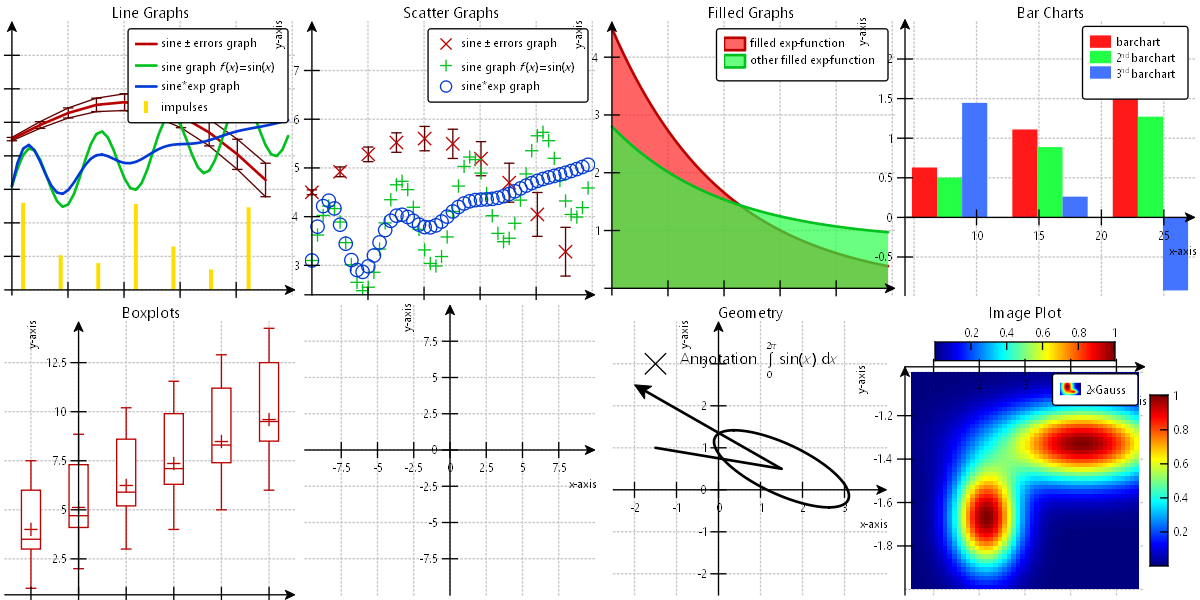 Line Graphs
y-axis
sine ± errors graph
sine graph f(x)=sin(x)
sine*exp graph
impulses
Scatter Graphs
y-axis
sine ± errors graph
sine graph f(x)=sin(x)
sine*exp graph
7
6
5
4
3
Filled Graphs
y-axis
filled exp-function
other filled exp-function
4
3
2
1
Bar Charts
y-axis
barchart
2nd barchart
3nd barchart
2
1.5
1
0.5
0
-0.5
10 15 20 25
x-axis
Boxplots
y-axis
12.5
10
7.5
5
2.5
y-axis
7.5
5
2.5
0
-2.5
-5
-7.5
-7.5 -5 -2.5 0 2.5 5 7.5
x-axis
Geometry
y-axis
y-axis
Annotation ∫ sin(x) dx
2π
0
3
2
1
0
-1
-2
-2 -1 0 1 2 3
x-axis
Image Plot
0.2 0.4 0.6 0.8 1
2×Gauss
-1.2
-1.4
-1.6
-1.8
1
0.8
0.6
0.4
0.2